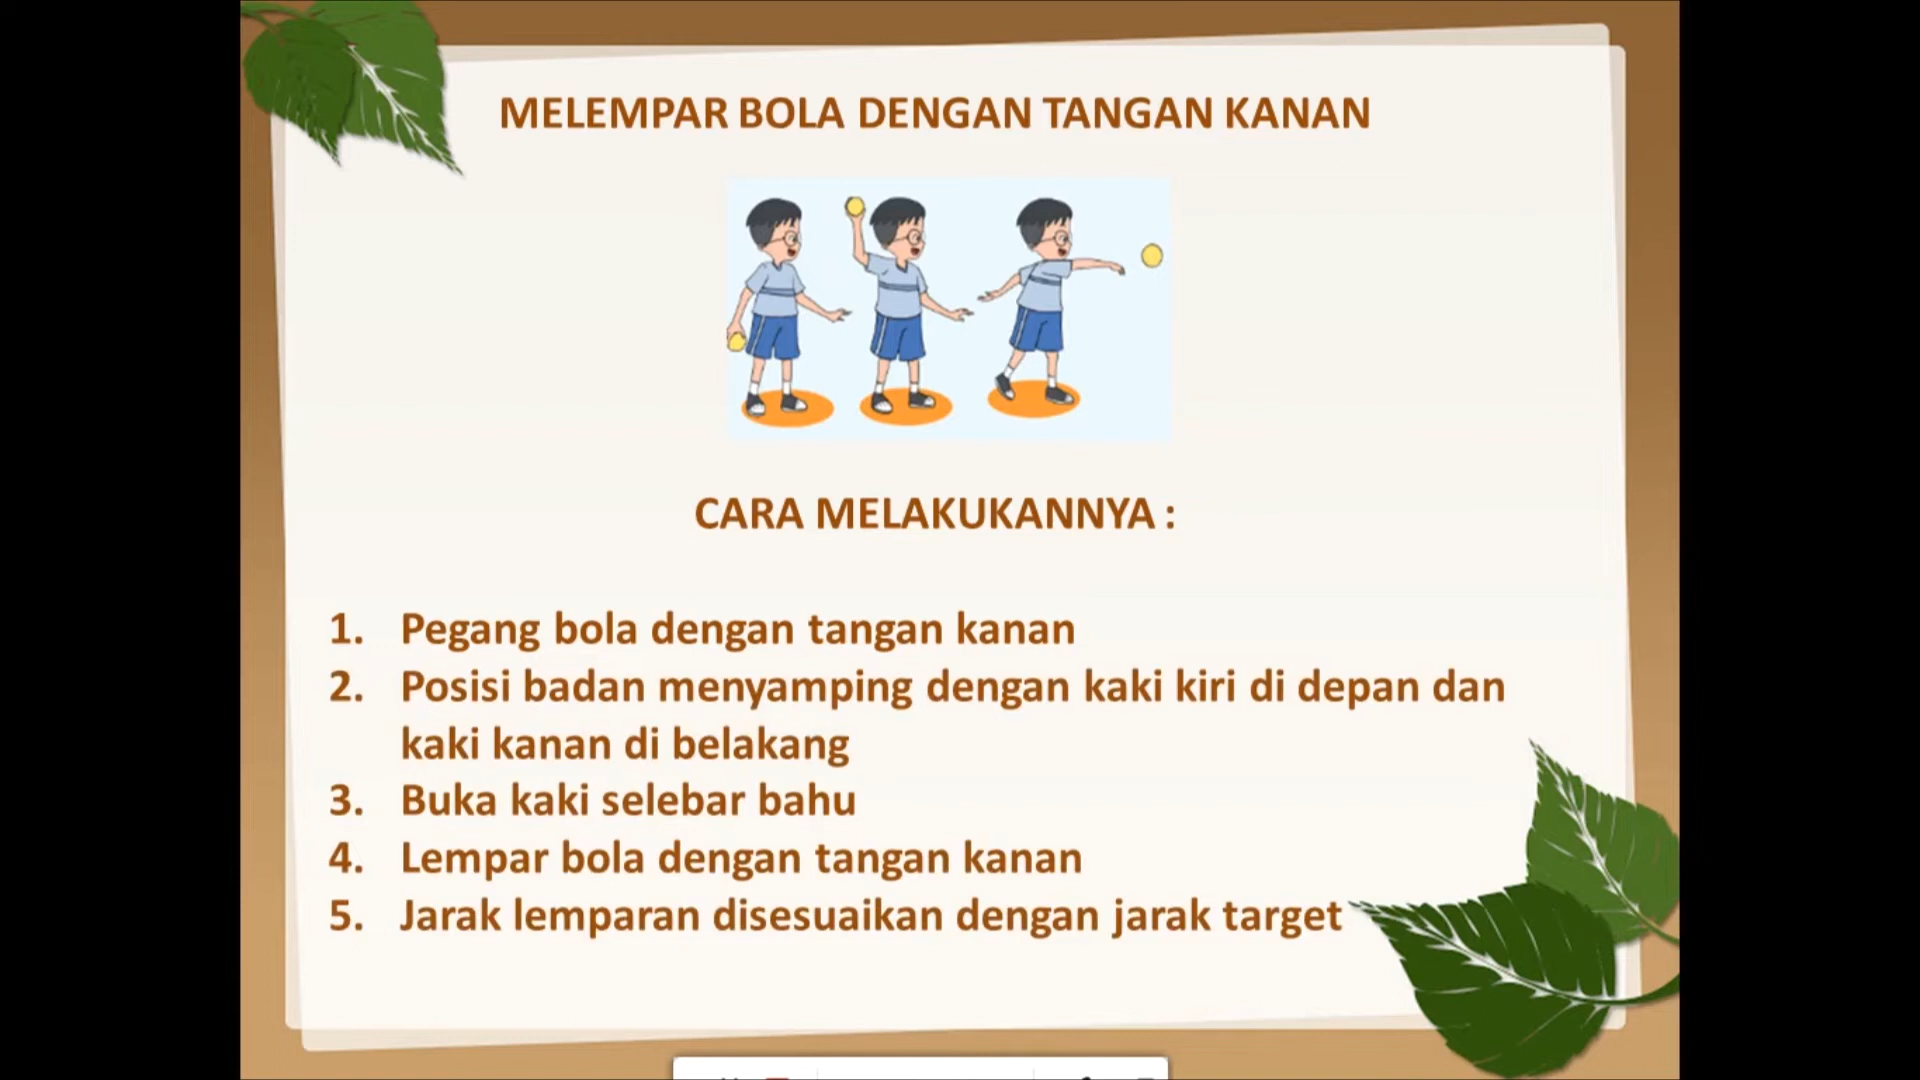 MELEMPAR BOLA DENGAN TANGAN KANAN
CARA MELAKUKANNYA :
1. Pegang bola dengan tangan kanan
2. Posisi badan menyamping dengan kaki kiri di depan dan
kaki kanan di belakang
3. Buka kaki selebar bahu
4. Lempar bola dengan tangan kanan
5. Jarak lemparan disesuaikan dengan jarak target